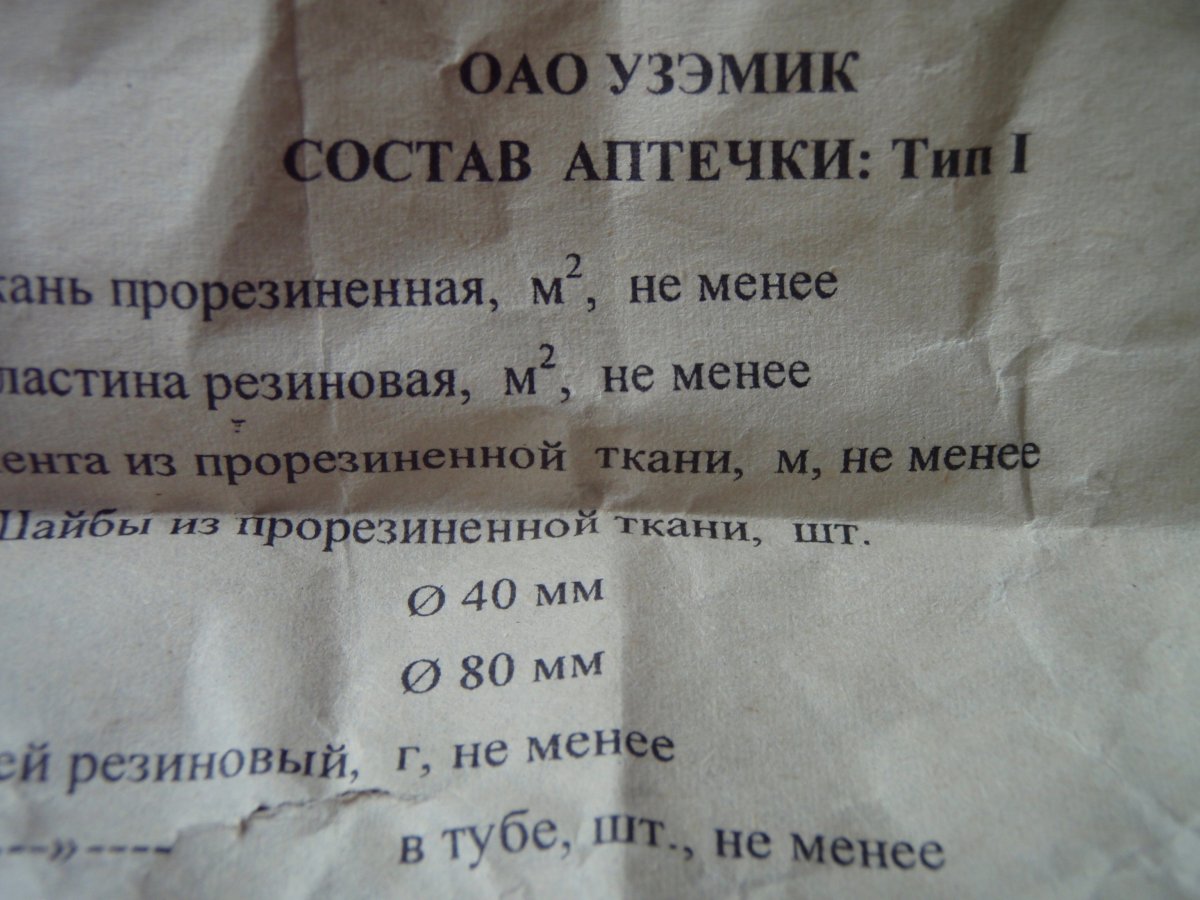 ОАО УЗЭМИК
СОСТАВ АПТЕЧКИ: Тип I
кань прорезиненная, м², не менее
ластина резиновая, м², не менее
ента из прорезиненной ткани, м, не менее
Шайбы из прорезиненной ткани, шт.
Ø 40 мм
Ø 80 мм
ей резиновый, г, не менее
---»---- в тубе, шт., не менее